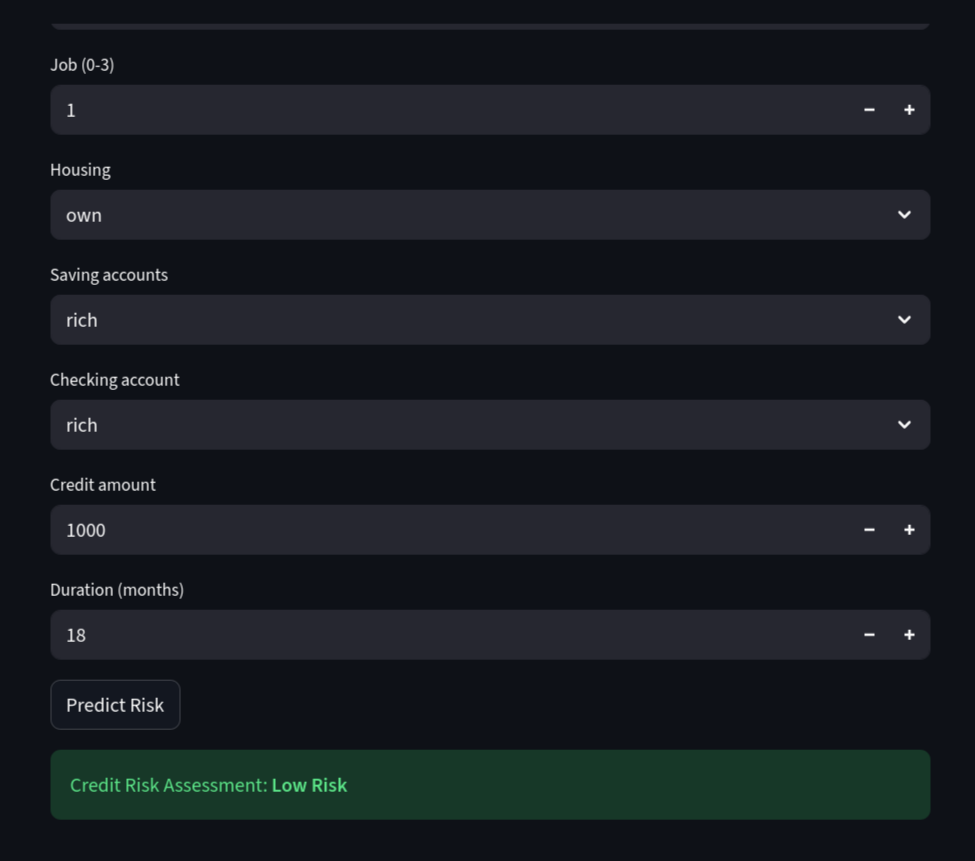 Job (0-3)
1
Housing
own
Saving accounts
rich
Checking account
rich
Credit amount
1000
Duration (months)
18
Predict Risk
Credit Risk Assessment: Low Risk